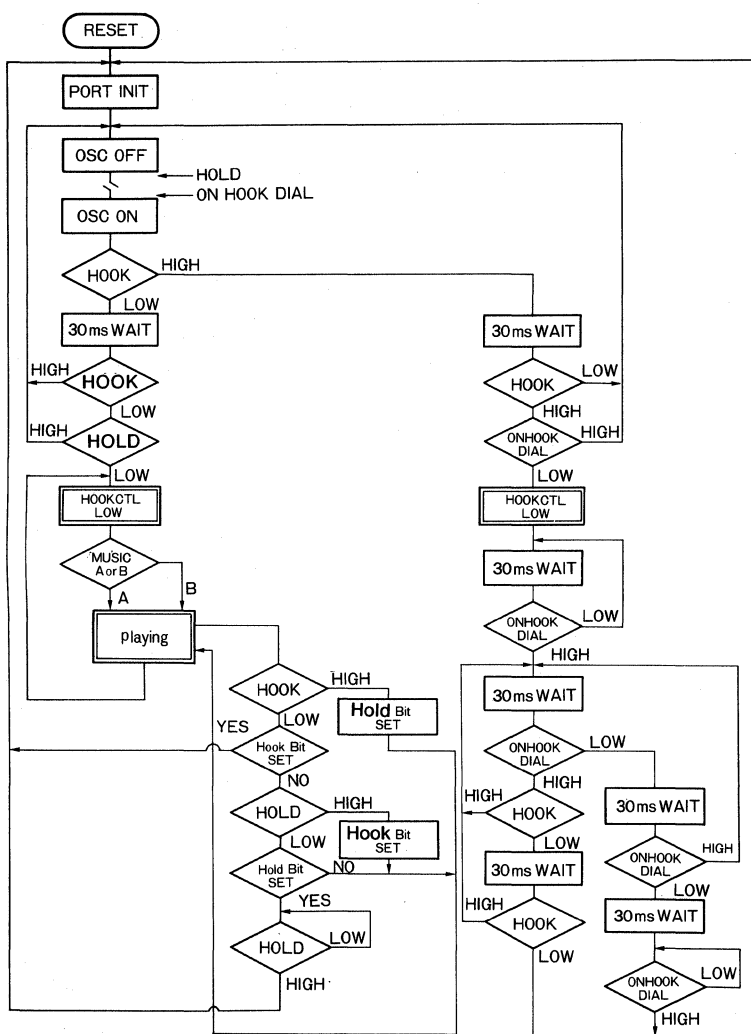 RESET
PORT INIT
OSC OFF
HOLD
ON HOOK DIAL
OSC ON
HOOK
HIGH
LOW
30ms WAIT
HIGH
HOOK
LOW
HIGH
HOLD
LOW
HOOKCTL
LOW
MUSIC
A or B
A
B
playing
HOOK
HIGH
LOW
Hold Bit
SET
YES
Hook Bit
SET
NO
HOLD
HIGH
LOW
Hook Bit
SET
Hold Bit
SET
NO
YES
HOLD
LOW
HIGH
30ms WAIT
HOOK
LOW
HIGH
ONHOOK
DIAL
HIGH
LOW
HOOKCTL
LOW
30ms WAIT
ONHOOK
DIAL
LOW
HIGH
30ms WAIT
ONHOOK
DIAL
LOW
HIGH
HIGH
HOOK
LOW
30ms WAIT
HIGH
HOOK
LOW
30ms WAIT
ONHOOK
DIAL
HIGH
LOW
30ms WAIT
ONHOOK
DIAL
LOW
HIGH